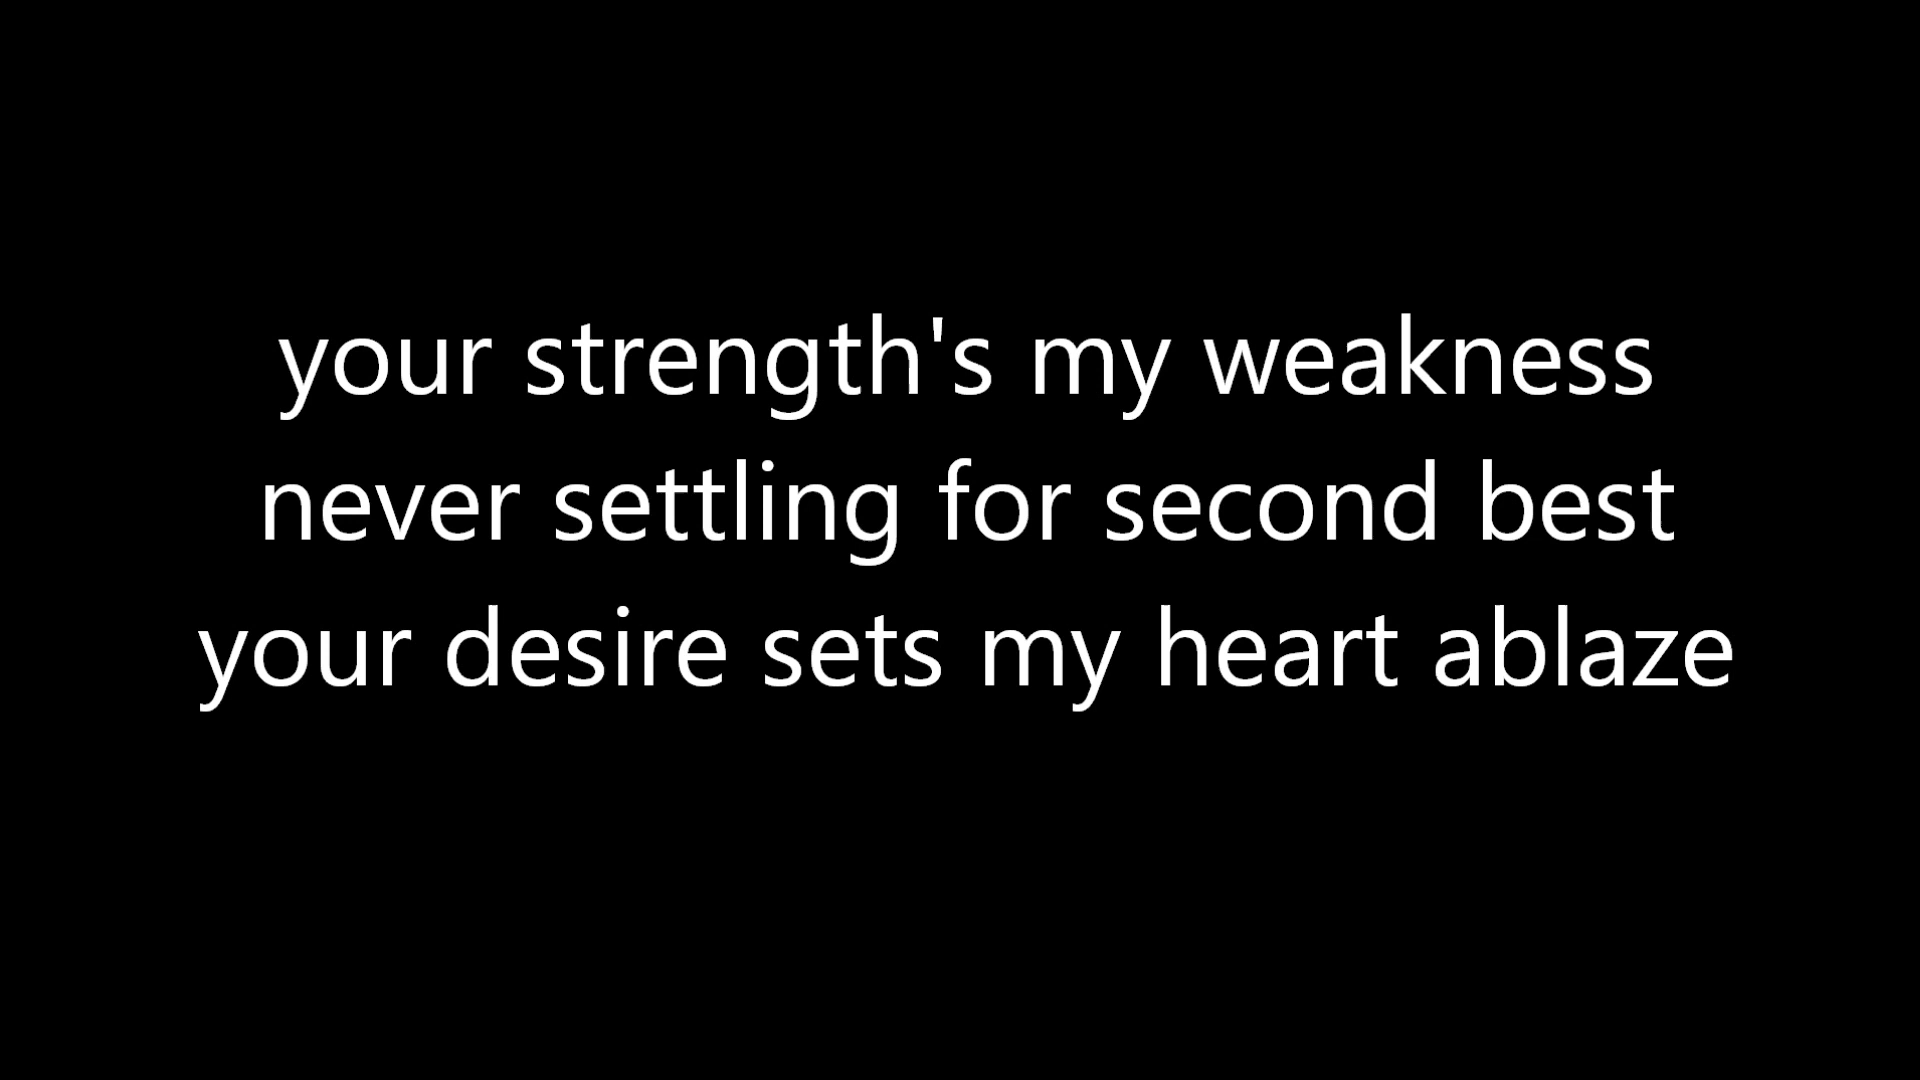 your strength's my weakness
never settling for second best
your desire sets my heart ablaze